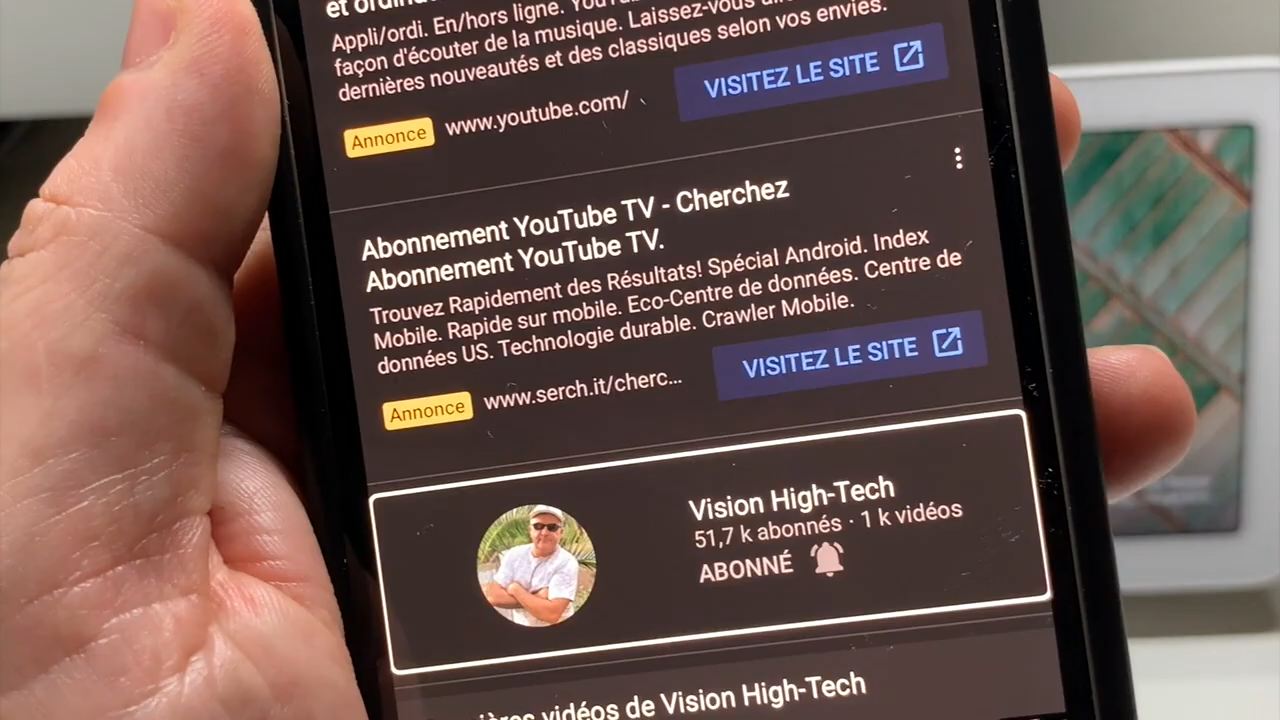 et
Appli/ordi. En/hors ligne.
façon d'écouter de la musique. Laissez-vous
dernières nouveautés et des classiques selon vos envies.
VISITEZ LE SITE
Annonce www.youtube.com/
Abonnement YouTube TV - Cherchez
Abonnement YouTube TV.
Trouvez Rapidement des Résultats! Spécial Android. Index
Mobile. Rapide sur mobile. Eco-Centre de données. Centre de
données US. Technologie durable. Crawler Mobile.
VISITEZ LE SITE
Annonce www.serch.it/cherc...
Vision High-Tech
51,7 k abonnés · 1 k vidéos
ABONNÉ
vidéos de Vision High-Tech